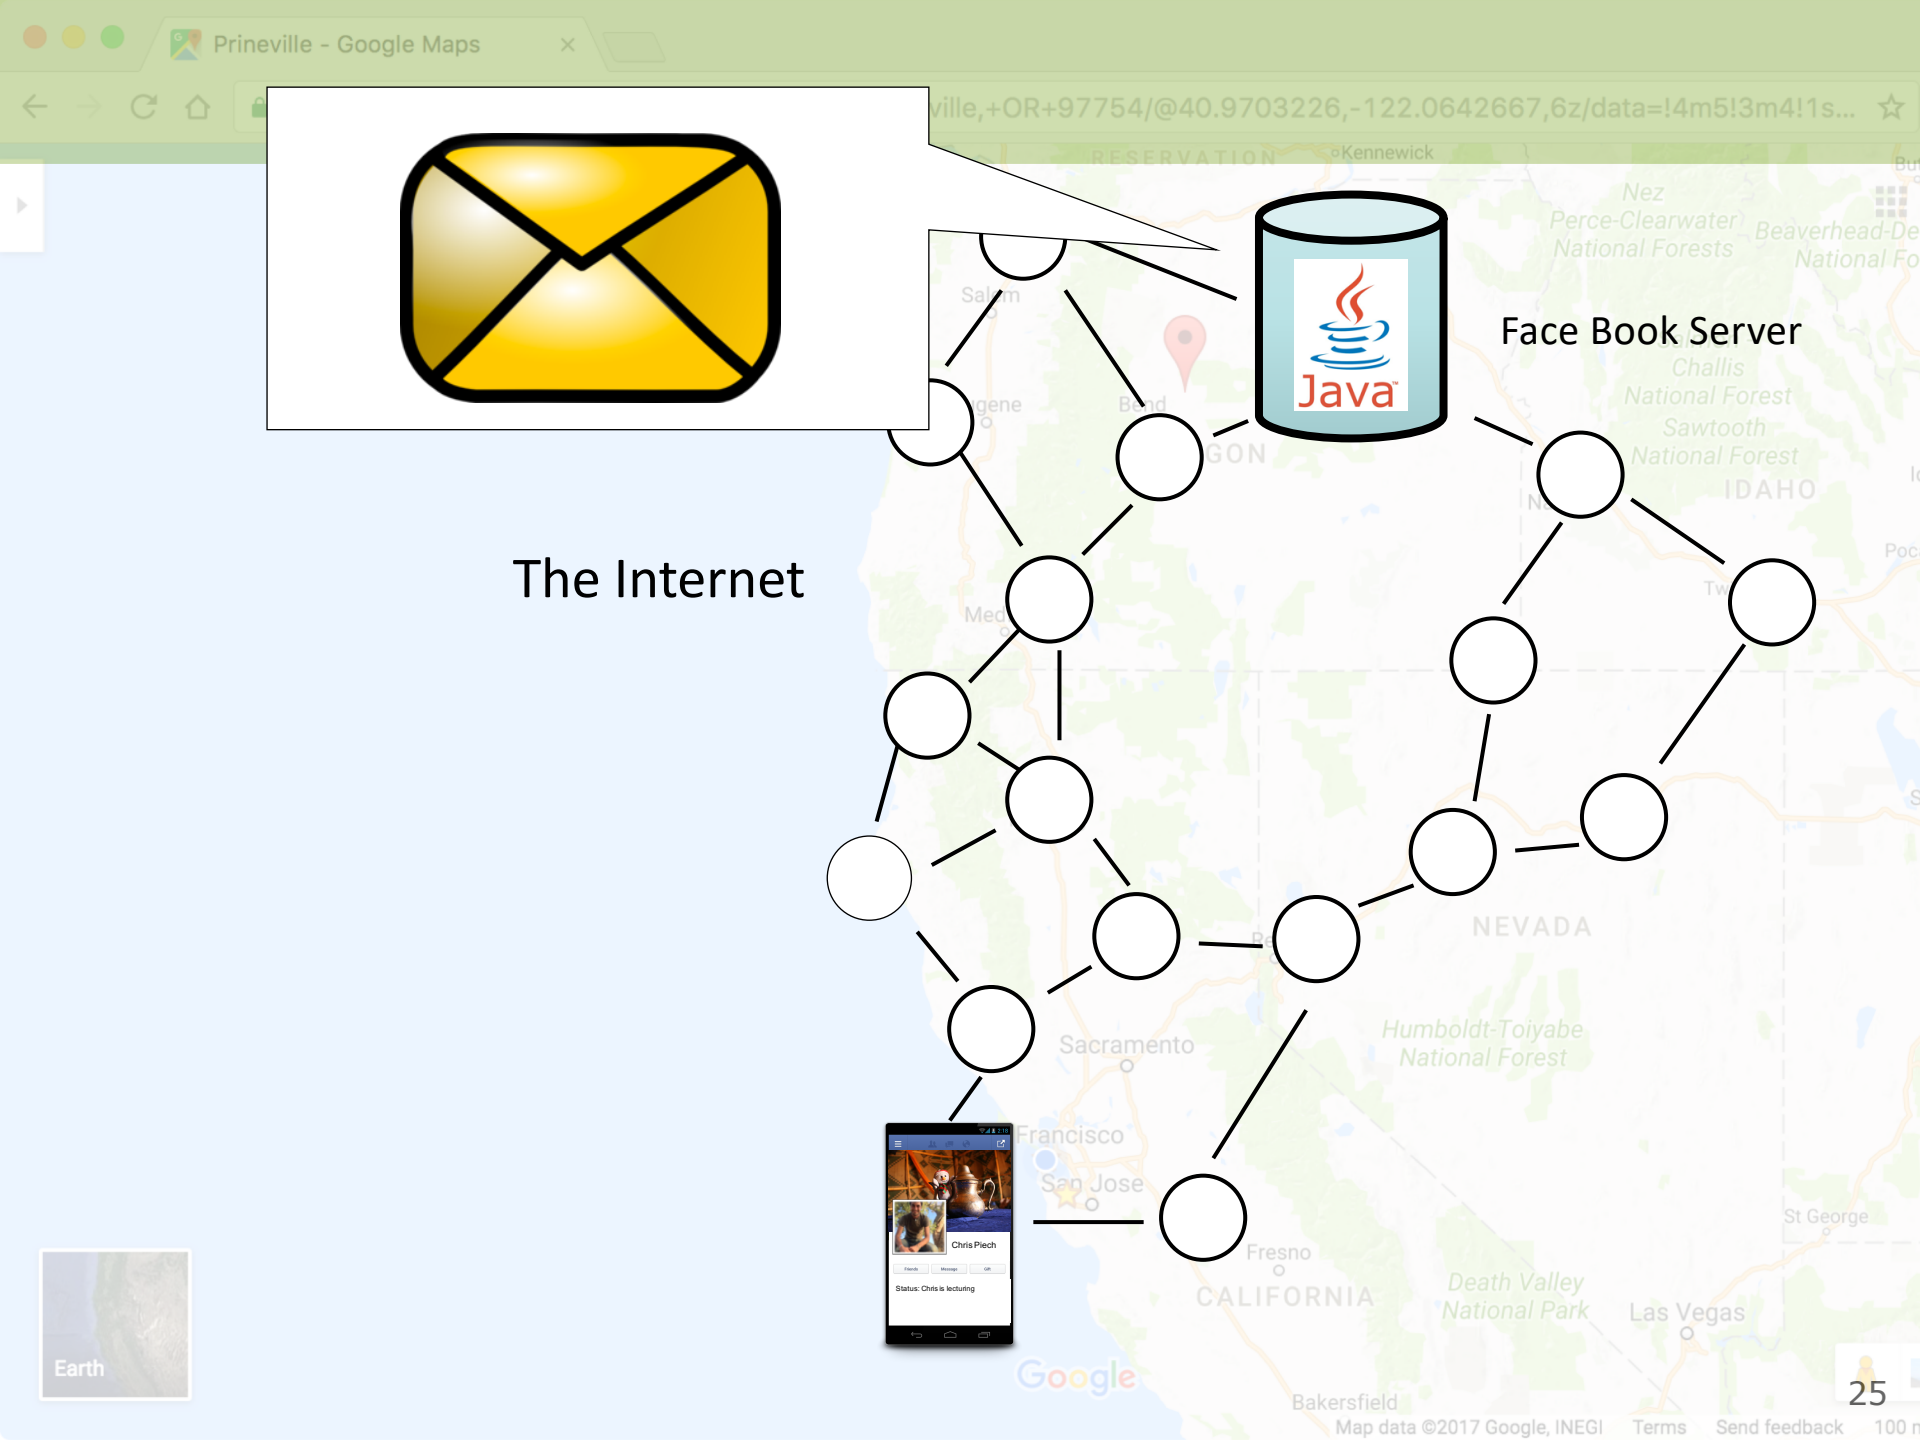 Prineville - Google Maps
ville,+OR+97754/@40.9703226,-122.0642667,6z/data=!4m5!3m4!1s...
RESERVATION
Kennewick
Nez
Perce-Clearwater
National Forests
Beaverhead-De
National Fo
Salem
Java
Face Book Server
Challis
National Forest
Sawtooth
National Forest
Bend
IDAHO
The Internet
NEVADA
Humboldt-Toiyabe
National Forest
Sacramento
Francisco
San Jose
Chris Piech
Friends
Message
Gift
Status: Chris is lecturing
St George
Fresno
CALIFORNIA
Death Valley
National Park
Las Vegas
Earth
Google
Bakersfield
25
Map data ©2017 Google, INEGI Terms Send feedback